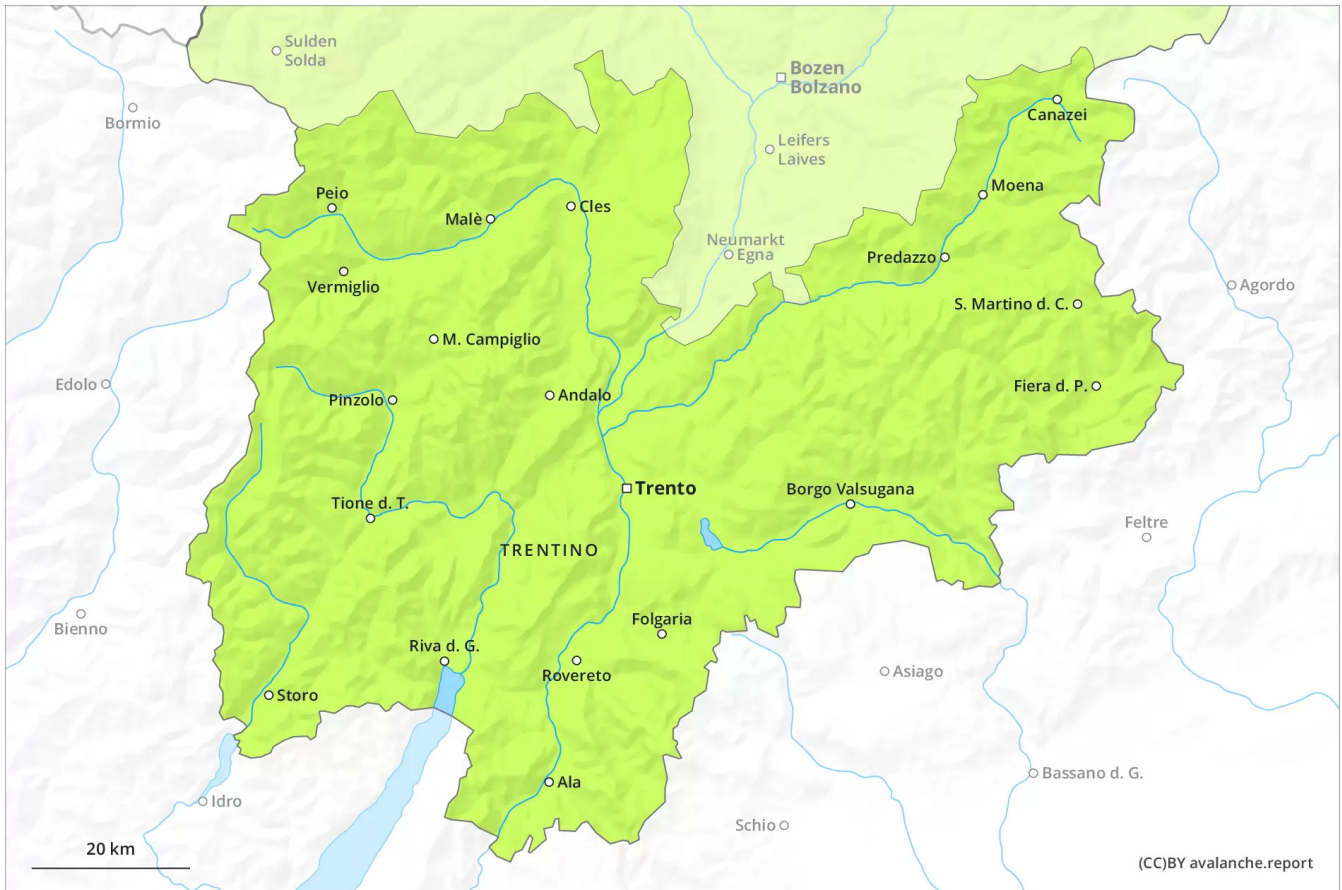 Sulden
Solda
Bozen
Bolzano
Bormio
Canazei
Leifers
Laives
Peio
Moena
Malè
Cles
Neumarkt
Egna
Predazzo
Vermiglio
Agordo
S. Martino d. C.
M. Campiglio
Edolo
Fiera d. P.
Pinzolo
Andalo
Trento
Borgo Valsugana
Tione d. T.
Feltre
TRENTINO
Bienno
Folgaria
Riva d. G.
Asiago
Rovereto
Storo
Bassano d. G.
Ala
Idro
Schio
20 km
(CC)BY avalanche.report